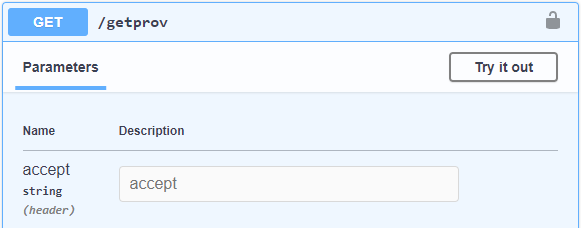 GET /getprov
Parameters Try it out
Name Description
accept accept
string
(header)